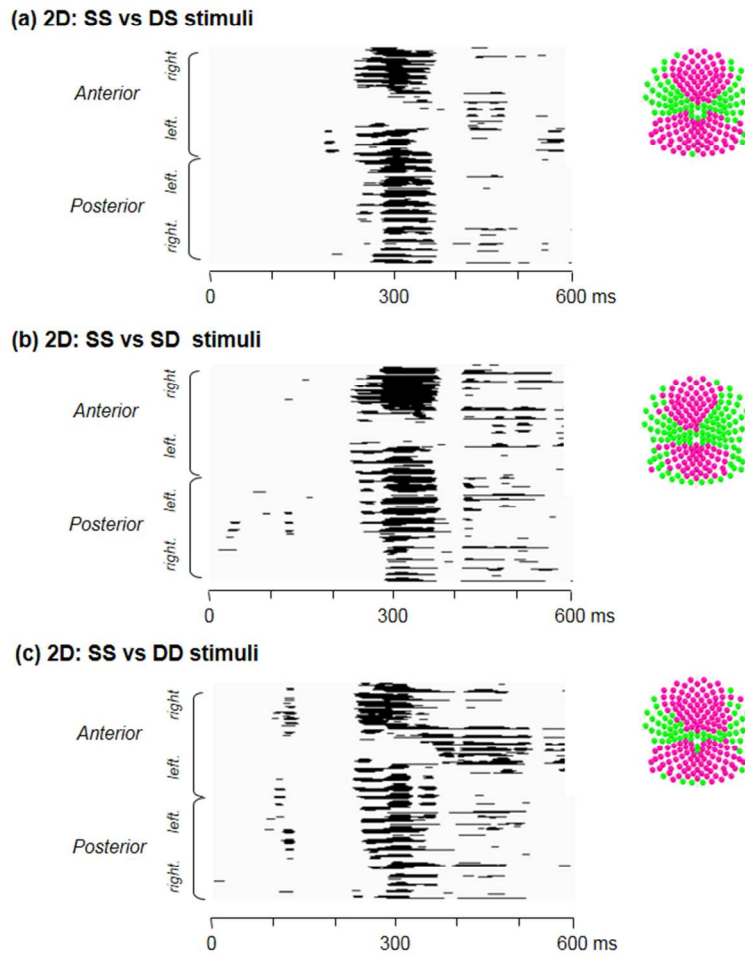 (a) 2D: SS vs DS stimuli
right
Anterior
left.
left.
Posterior
right.
0 300 600 ms
(b) 2D: SS vs SD stimuli
right
Anterior
left.
left.
Posterior
right.
0 300 600 ms
(c) 2D: SS vs DD stimuli
right
Anterior
left.
left.
Posterior
right.
0 300 600 ms